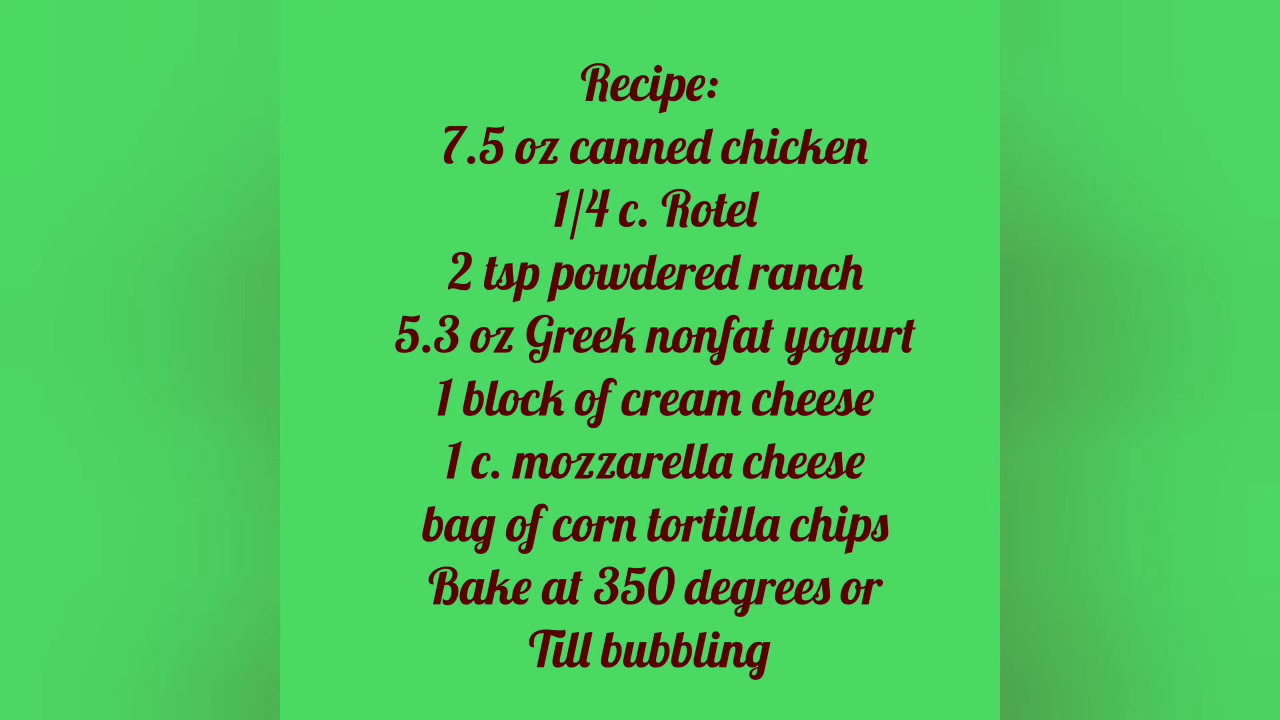 Recipe:
7.5 oz canned chicken
1/4 c. Rotel
2 tsp powdered ranch
5.3 oz Greek nonfat yogurt
1 block of cream cheese
1 c. mozzarella cheese
bag of corn tortilla chips
Bake at 350 degrees or
Till bubbling